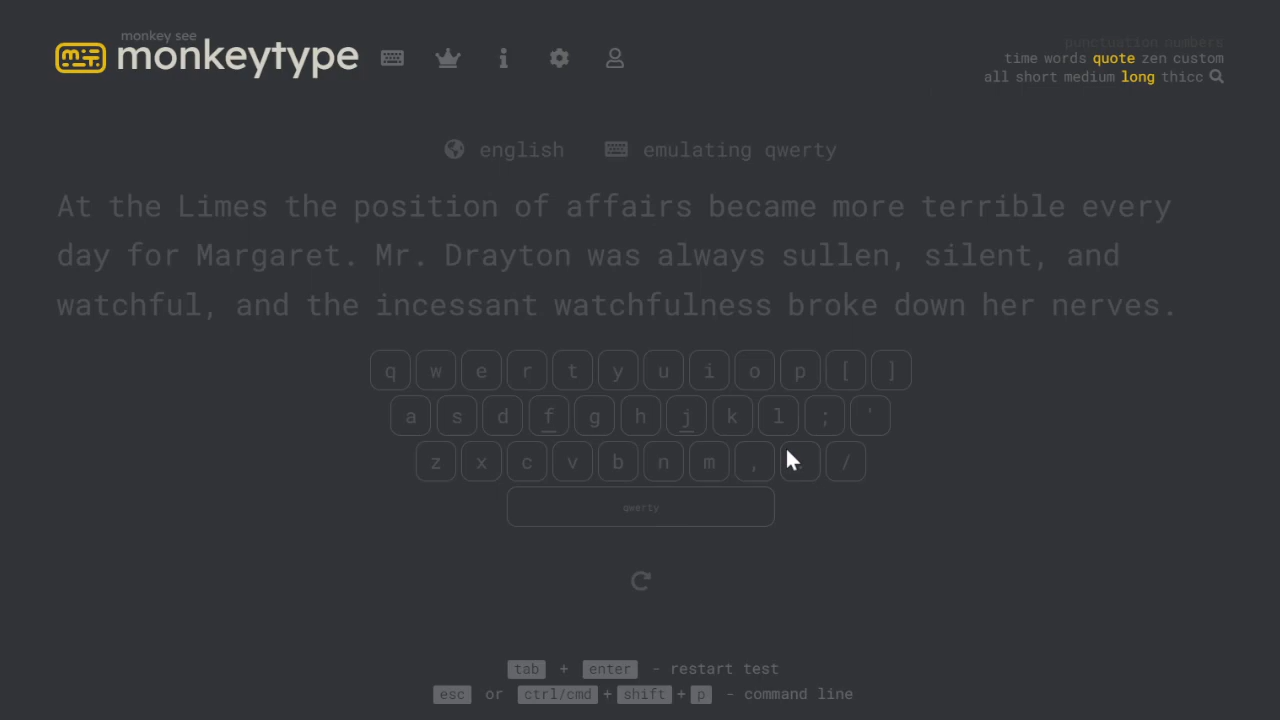 monkey see
monkeytype
punctuation numbers
time words quote zen custom
all short medium long thicc
english emulating qwerty
At the Limes the position of affairs became more terrible every
day for Margaret. Mr. Drayton was always sullen, silent, and
watchful, and the incessant watchfulness broke down her nerves.
q w e r t y u i o p [ ]
a s d f g h j k l ; '
z x c v b n m , /
qwerty
tab + enter - restart test
esc or ctrl/cmd + shift + p - command line